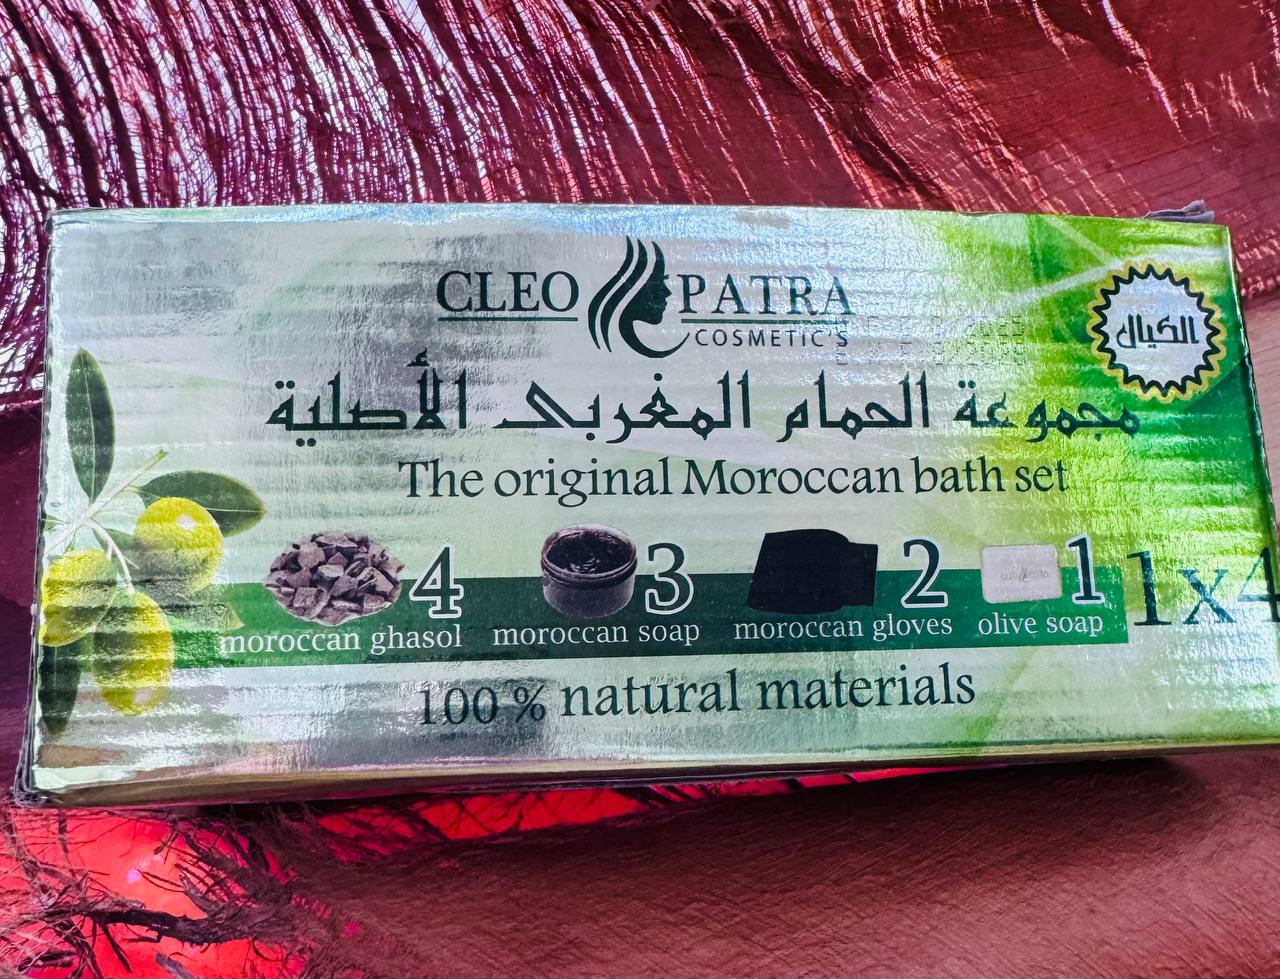 CLEO PATRA
COSMETIC'S
الكيال
مجموعة الحمام المغربى الأصلية
The original Moroccan bath set
4 3 2 1 1x4
moroccan ghasol moroccan soap moroccan gloves olive soap
100 % natural materials